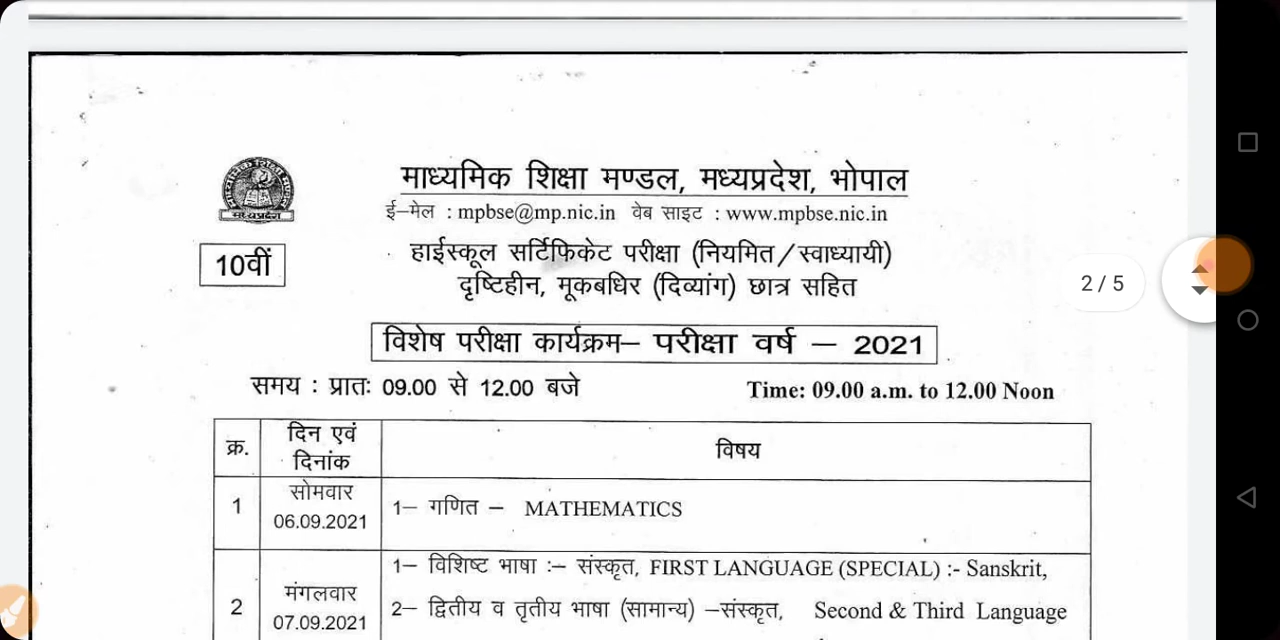 माध्यमिक शिक्षा मण्डल, मध्यप्रदेश, भोपाल
मध्यप्रदेश
ई–मेल : mpbse@mp.nic.in वेब साइट : www.mpbse.nic.in
10वीं
हाईस्कूल सर्टिफिकेट परीक्षा (नियमित/स्वाध्यायी)
दृष्टिहीन, मूकबधिर (दिव्यांग) छात्र सहित
2 / 5
विशेष परीक्षा कार्यक्रम– परीक्षा वर्ष – 2021
समय : प्रातः 09.00 से 12.00 बजे Time: 09.00 a.m. to 12.00 Noon
क्र. दिन एवं दिनांक विषय
1 सोमवार 06.09.2021 1– गणित – MATHEMATICS
2 मंगलवार 07.09.2021 1– विशिष्ट भाषा :– संस्कृत, FIRST LANGUAGE (SPECIAL) :- Sanskrit,
2– द्वितीय व तृतीय भाषा (सामान्य) –संस्कृत, Second & Third Language